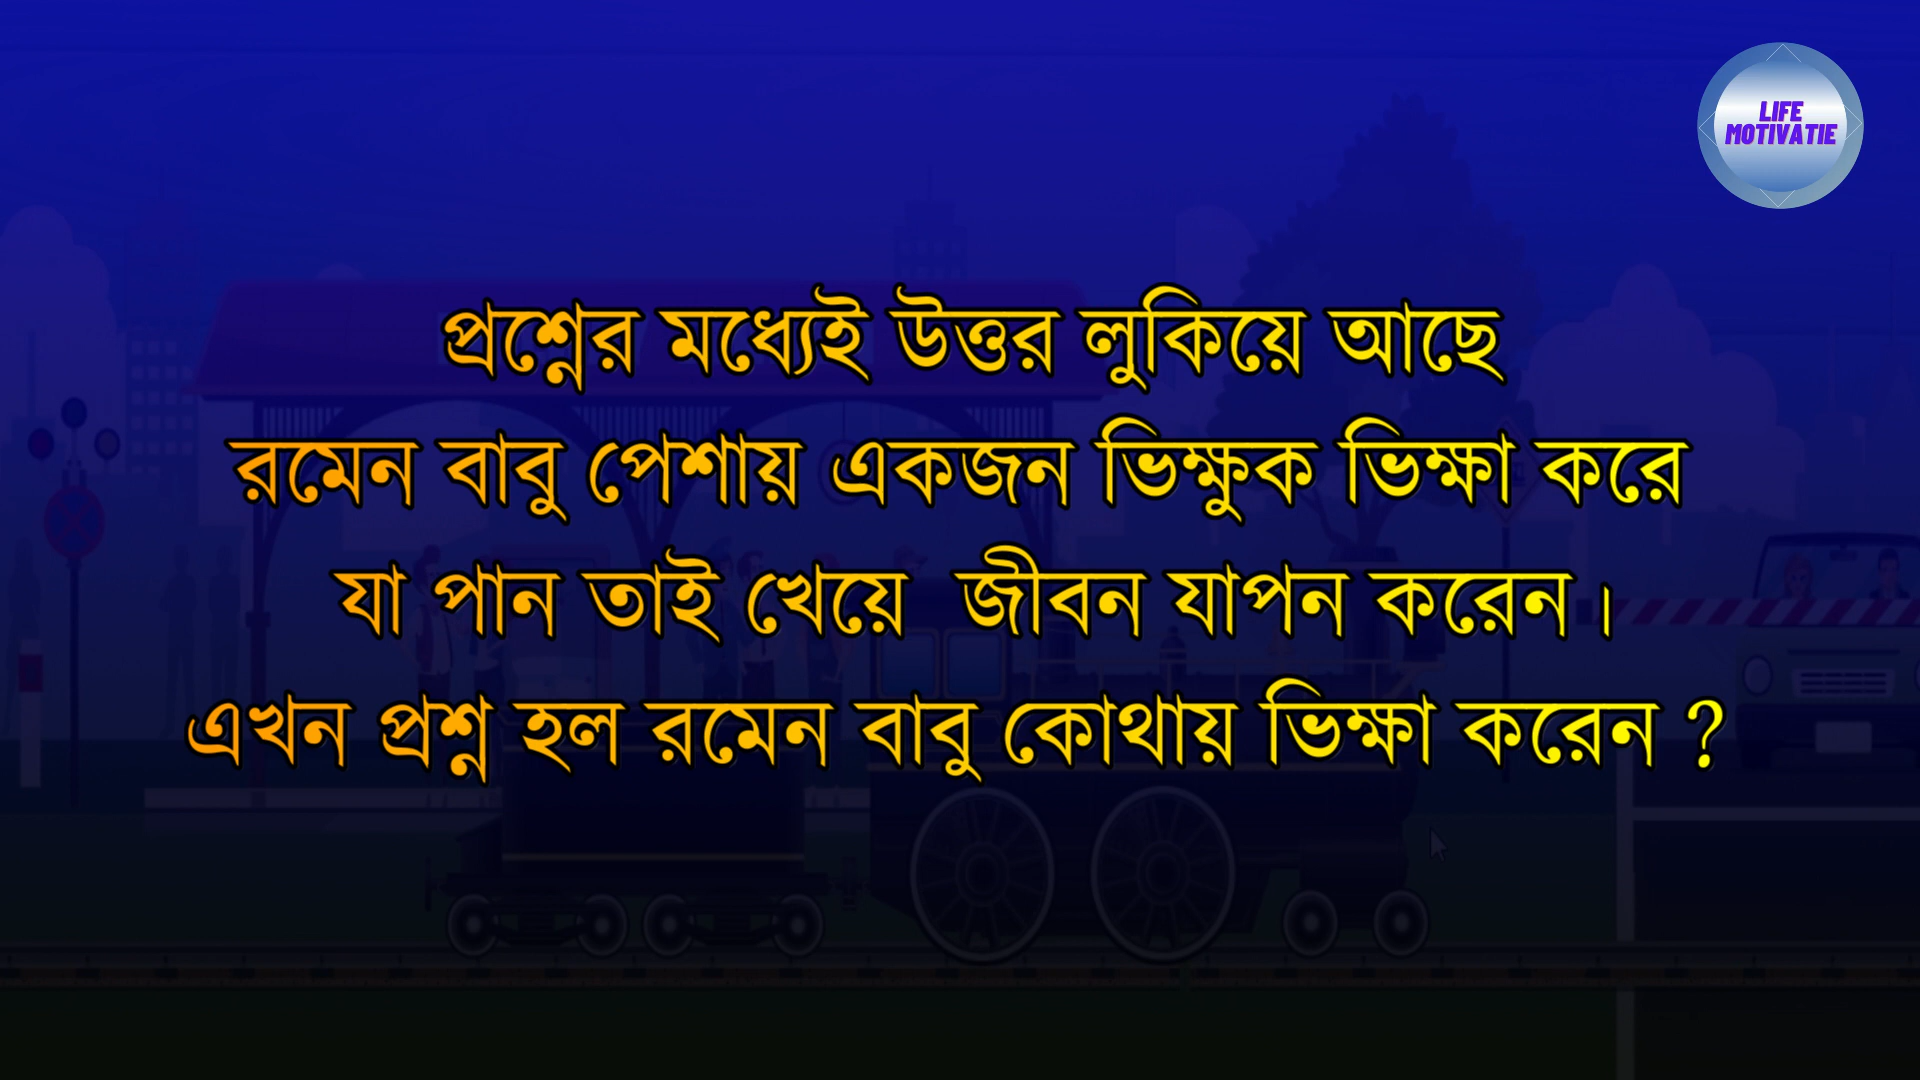 LIFE
MOTIVATIE
প্রশ্নের মধ্যেই উত্তর লুকিয়ে আছে
রমেন বাবু পেশায় একজন ভিক্ষুক ভিক্ষা করে
যা পান তাই খেয়ে জীবন যাপন করেন।
এখন প্রশ্ন হল রমেন বাবু কোথায় ভিক্ষা করেন ?